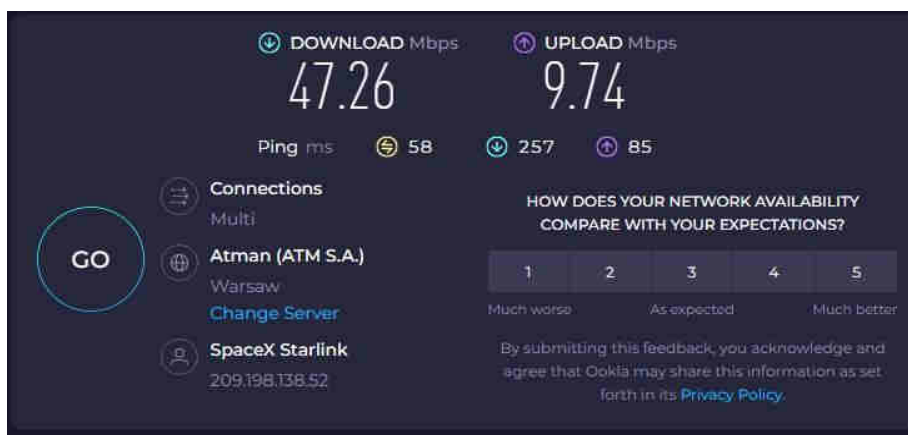 DOWNLOAD Mbps
UPLOAD Mbps
47.26
9.74
Ping ms 58 257 85
Connections
Multi
Atman (ATM S.A.)
Warsaw
Change Server
SpaceX Starlink
209.198.138.52
GO
HOW DOES YOUR NETWORK AVAILABILITY
COMPARE WITH YOUR EXPECTATIONS?
1 2 3 4 5
Much worse As expected Much better
By submitting this feedback, you acknowledge and
agree that Ookla may share this information as set
forth in its Privacy Policy.